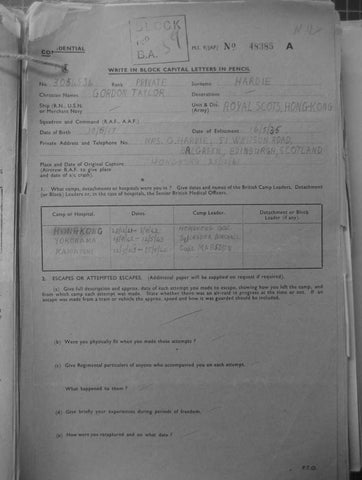 CONFIDENTIAL
BLOCK
NO
B.A. 59
M.I. 9/JAP/ No 48385 A
WRITE IN BLOCK CAPITAL LETTERS IN PENCIL
No. Rank PRIVATE Surname HARDIE
Christian Names GORDON TAYLOR Decorations
Ship (R.N., U.S.N. or Merchant Navy Unit & Div. (Army) ROYAL SCOTS, HONGKONG
Squadron and Command (R.A.F., A.A.F.)
Date of Birth Date of Enlistment
Private Address and Telephone No. MRS. G. HARDIE, 51 WATSON ROAD,
GREEN, EDINBURGH, SCOTLAND
Place and Date of Original Capture
(Aircrew R.A.F. to give place
and date of a/c crash).
HONGKONG
1. What camps, detachments or hospitals were you in? Give dates and names of the British Camp Leaders, Detachment
(or Block) Leaders or, in the case of hospitals, the Senior British Medical Officers.
Camp or Hospital. Dates. Camp Leader. Detachment or Block Leader (if any).
HONGKONG
YOKOHAMA
2. ESCAPES OR ATTEMPTED ESCAPES. (Additional paper will be supplied on request if required).
(a) Give full description and approx. date of each attempt you made to escape, showing how you left the camp, and
from which camp each attempt was made. State whether there was an air-raid in progress at the time or not. If an
escape was made from a train or vehicle the approx. speed and how it was guarded should be included.
(b) Were you physically fit when you made these attempts?
(c) Give Regimental particulars of anyone who accompanied you on each attempt.
What happened to them?
(d) Give briefly your experiences during periods of freedom.
(e) How were you recaptured and on what date?
P.T.O.